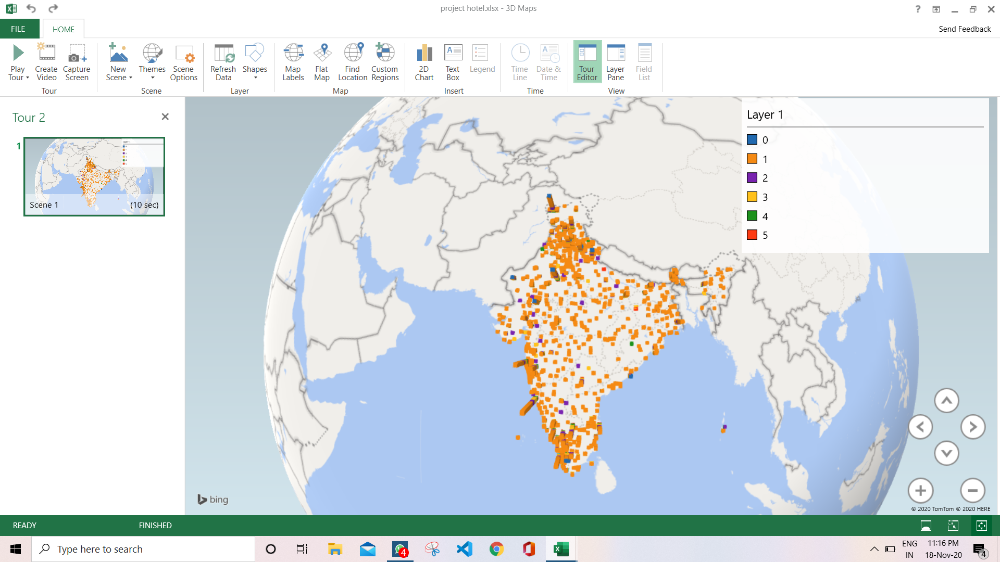 project hotel.xlsx - 3D Maps
?
FILE
HOME
Send Feedback
Play Tour
Create Video
Capture Screen
Tour
New Scene
Themes
Scene Options
Scene
Refresh Data
Shapes
Layer
Map Labels
Flat Map
Find Location
Custom Regions
Map
2D Chart
Text Box
Legend
Insert
Time Line
Date & Time
Time
Tour Editor
Layer Pane
Field List
View
Tour 2
1
Scene 1 (10 sec)
Layer 1
0
1
2
3
4
5
bing
© 2020 TomTom © 2020 HERE
READY
FINISHED
Type here to search
4
ENG
IN
11:16 PM
18-Nov-20
4